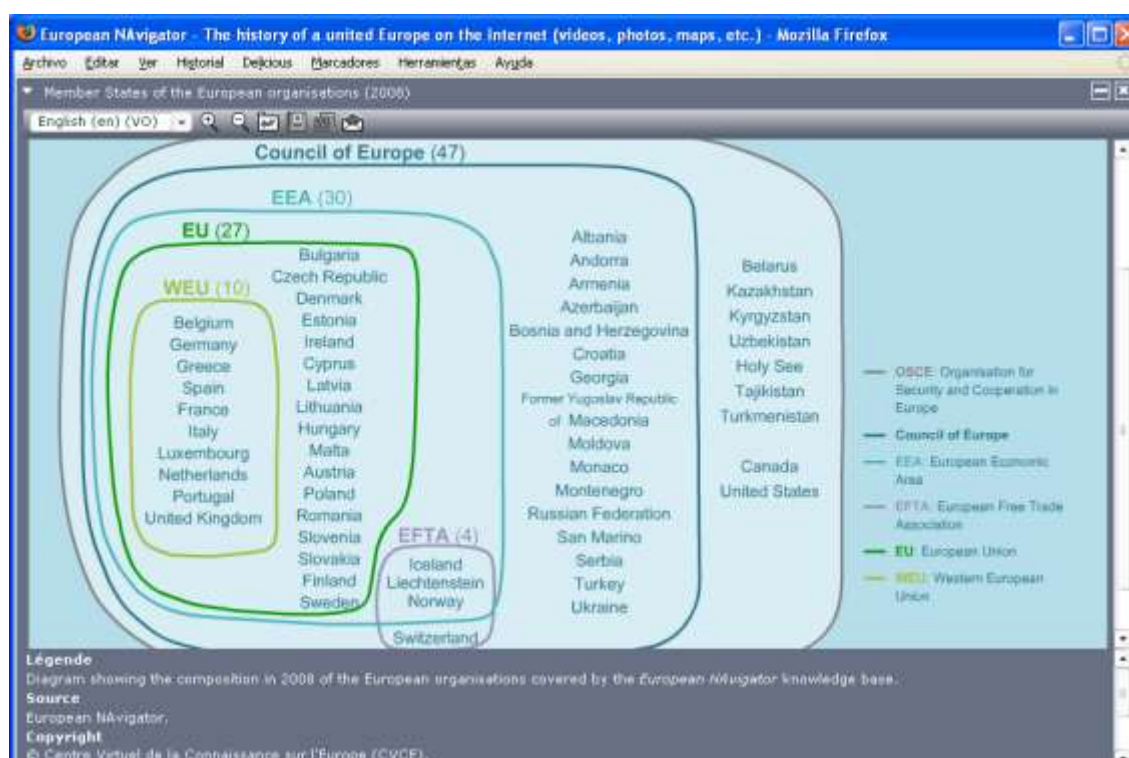 European NAvigator - The history of a united Europe on the internet (videos, photos, maps, etc.) - Mozilla Firefox
Archivo Editar Ver Historial Delicious Marcadores Herramientas Ayuda
Member States of the European organisations (2008)
English (en) (VO)
Council of Europe (47)
EEA (30)
EU (27)
WEU (10)
Belgium
Germany
Greece
Spain
France
Italy
Luxembourg
Netherlands
Portugal
United Kingdom
Bulgaria
Czech Republic
Denmark
Estonia
Ireland
Cyprus
Latvia
Lithuania
Hungary
Malta
Austria
Poland
Romania
Slovenia
Slovakia
Finland
Sweden
EFTA (4)
Iceland
Liechtenstein
Norway
Switzerland
Albania
Andorra
Armenia
Azerbaijan
Bosnia and Herzegovina
Croatia
Georgia
Former Yugoslav Republic
of Macedonia
Moldova
Monaco
Montenegro
Russian Federation
San Marino
Serbia
Turkey
Ukraine
Belarus
Kazakhstan
Kyrgyzstan
Uzbekistan
Holy See
Tajikistan
Turkmenistan
Canada
United States
OSCE: Organisation for
Security and Cooperation in
Europe
Council of Europe
EEA: European Economic
Area
EFTA: European Free Trade
Association
EU: European Union
WEU: Western European
Union
Légende
Diagram showing the composition in 2008 of the European organisations covered by the European NAvigator knowledge base.
Source
European NAvigator.
Copyright
© Centre Virtuel de la Connaissance sur l'Europe (CVCE).